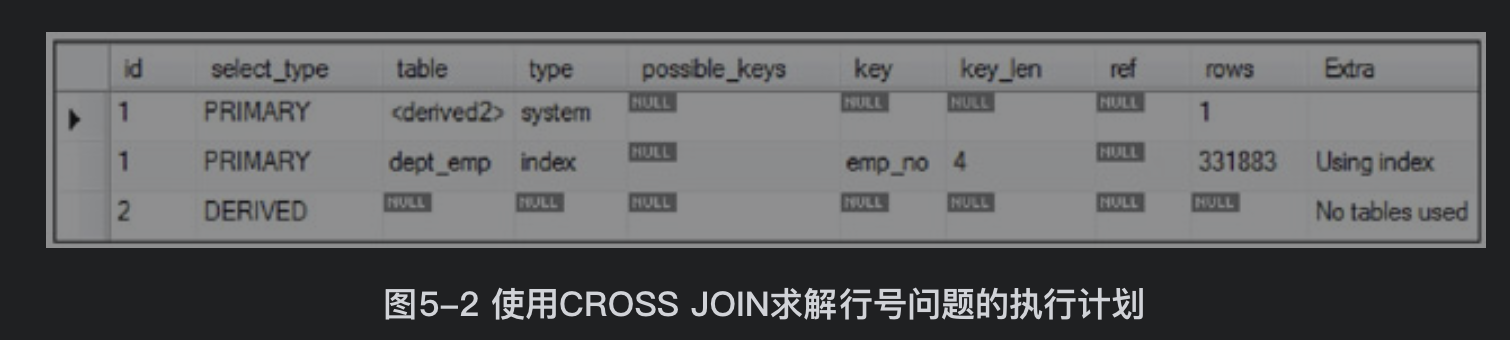 id select_type table type possible_keys key key_len ref rows Extra
1 PRIMARY <derived2> system NULL NULL NULL NULL 1
1 PRIMARY dept_emp index NULL emp_no 4 NULL 331883 Using index
2 DERIVED NULL NULL NULL NULL NULL NULL NULL No tables used
图5-2 使用CROSS JOIN求解行号问题的执行计划